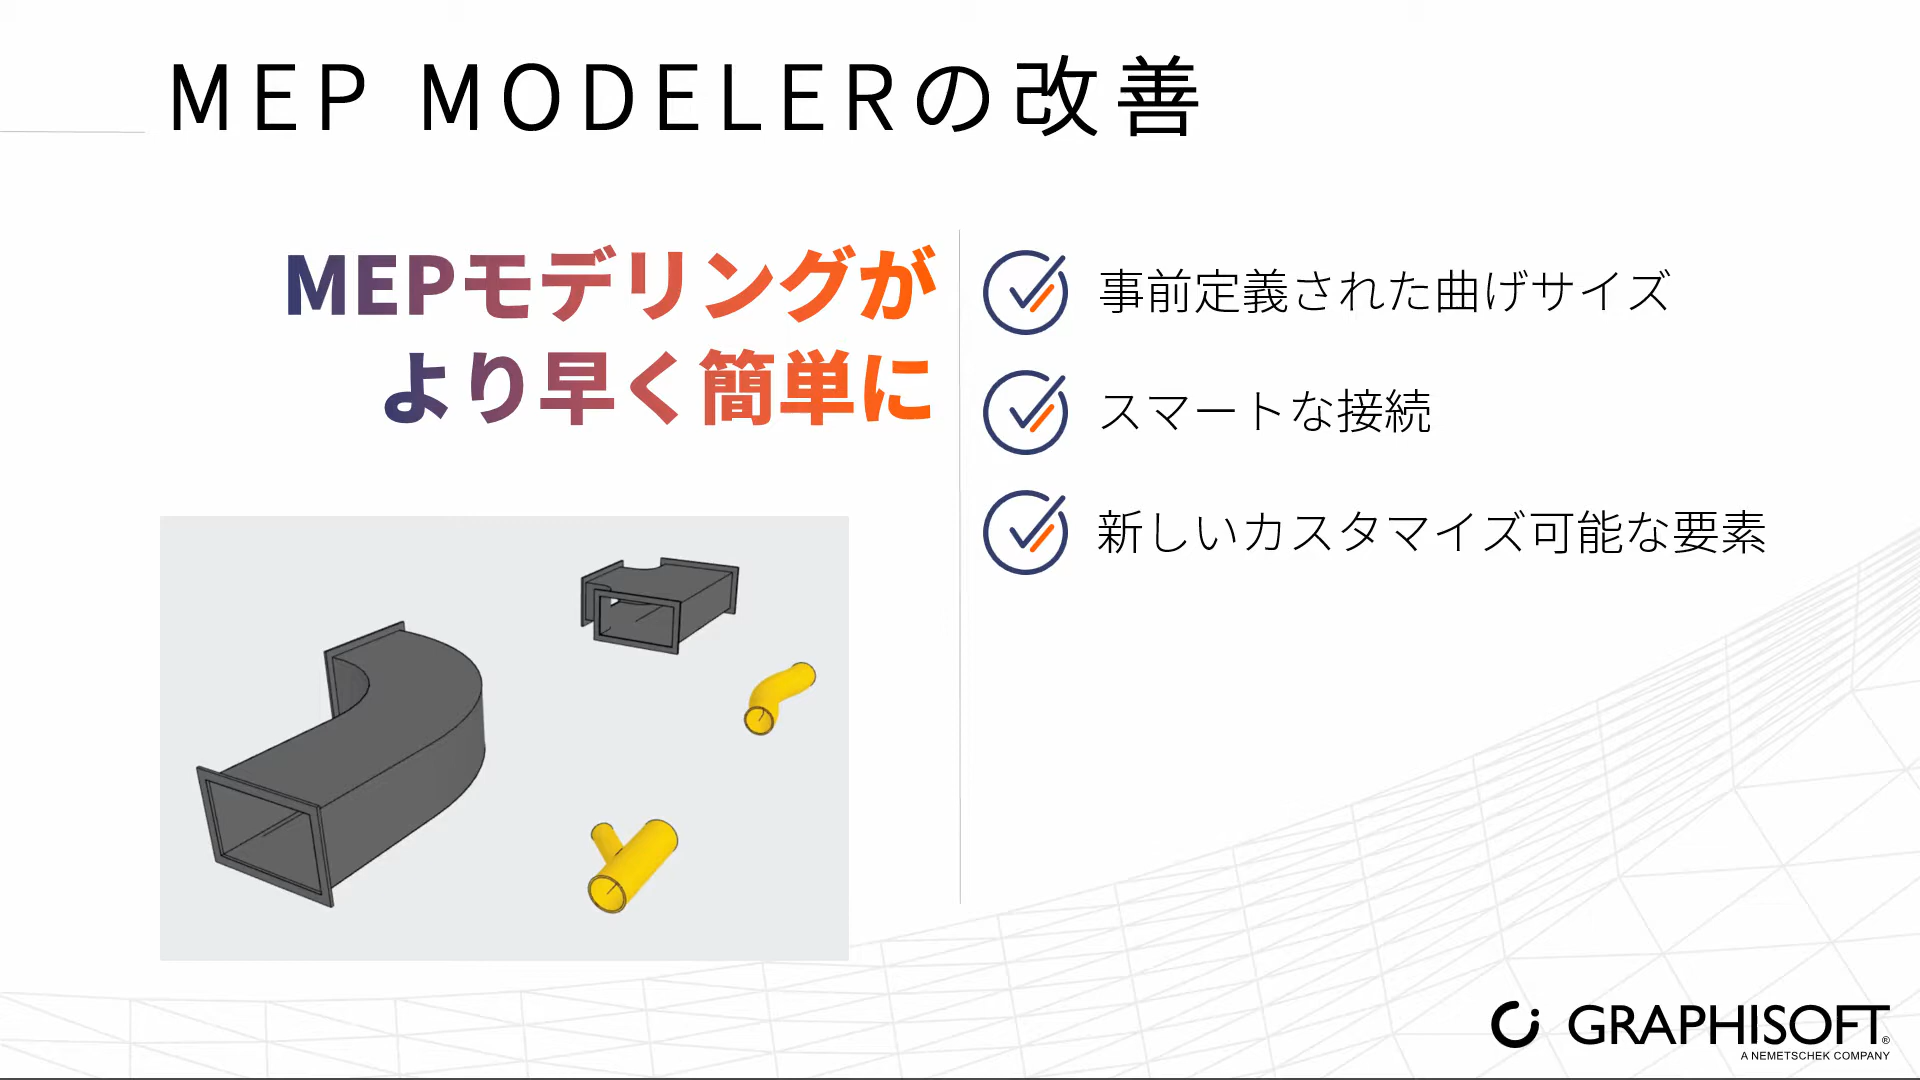 MEP MODELERの改善
MEPモデリングが
より早く簡単に
事前定義された曲げサイズ
スマートな接続
新しいカスタマイズ可能な要素
GRAPHISOFT®
A NEMETSCHEK COMPANY